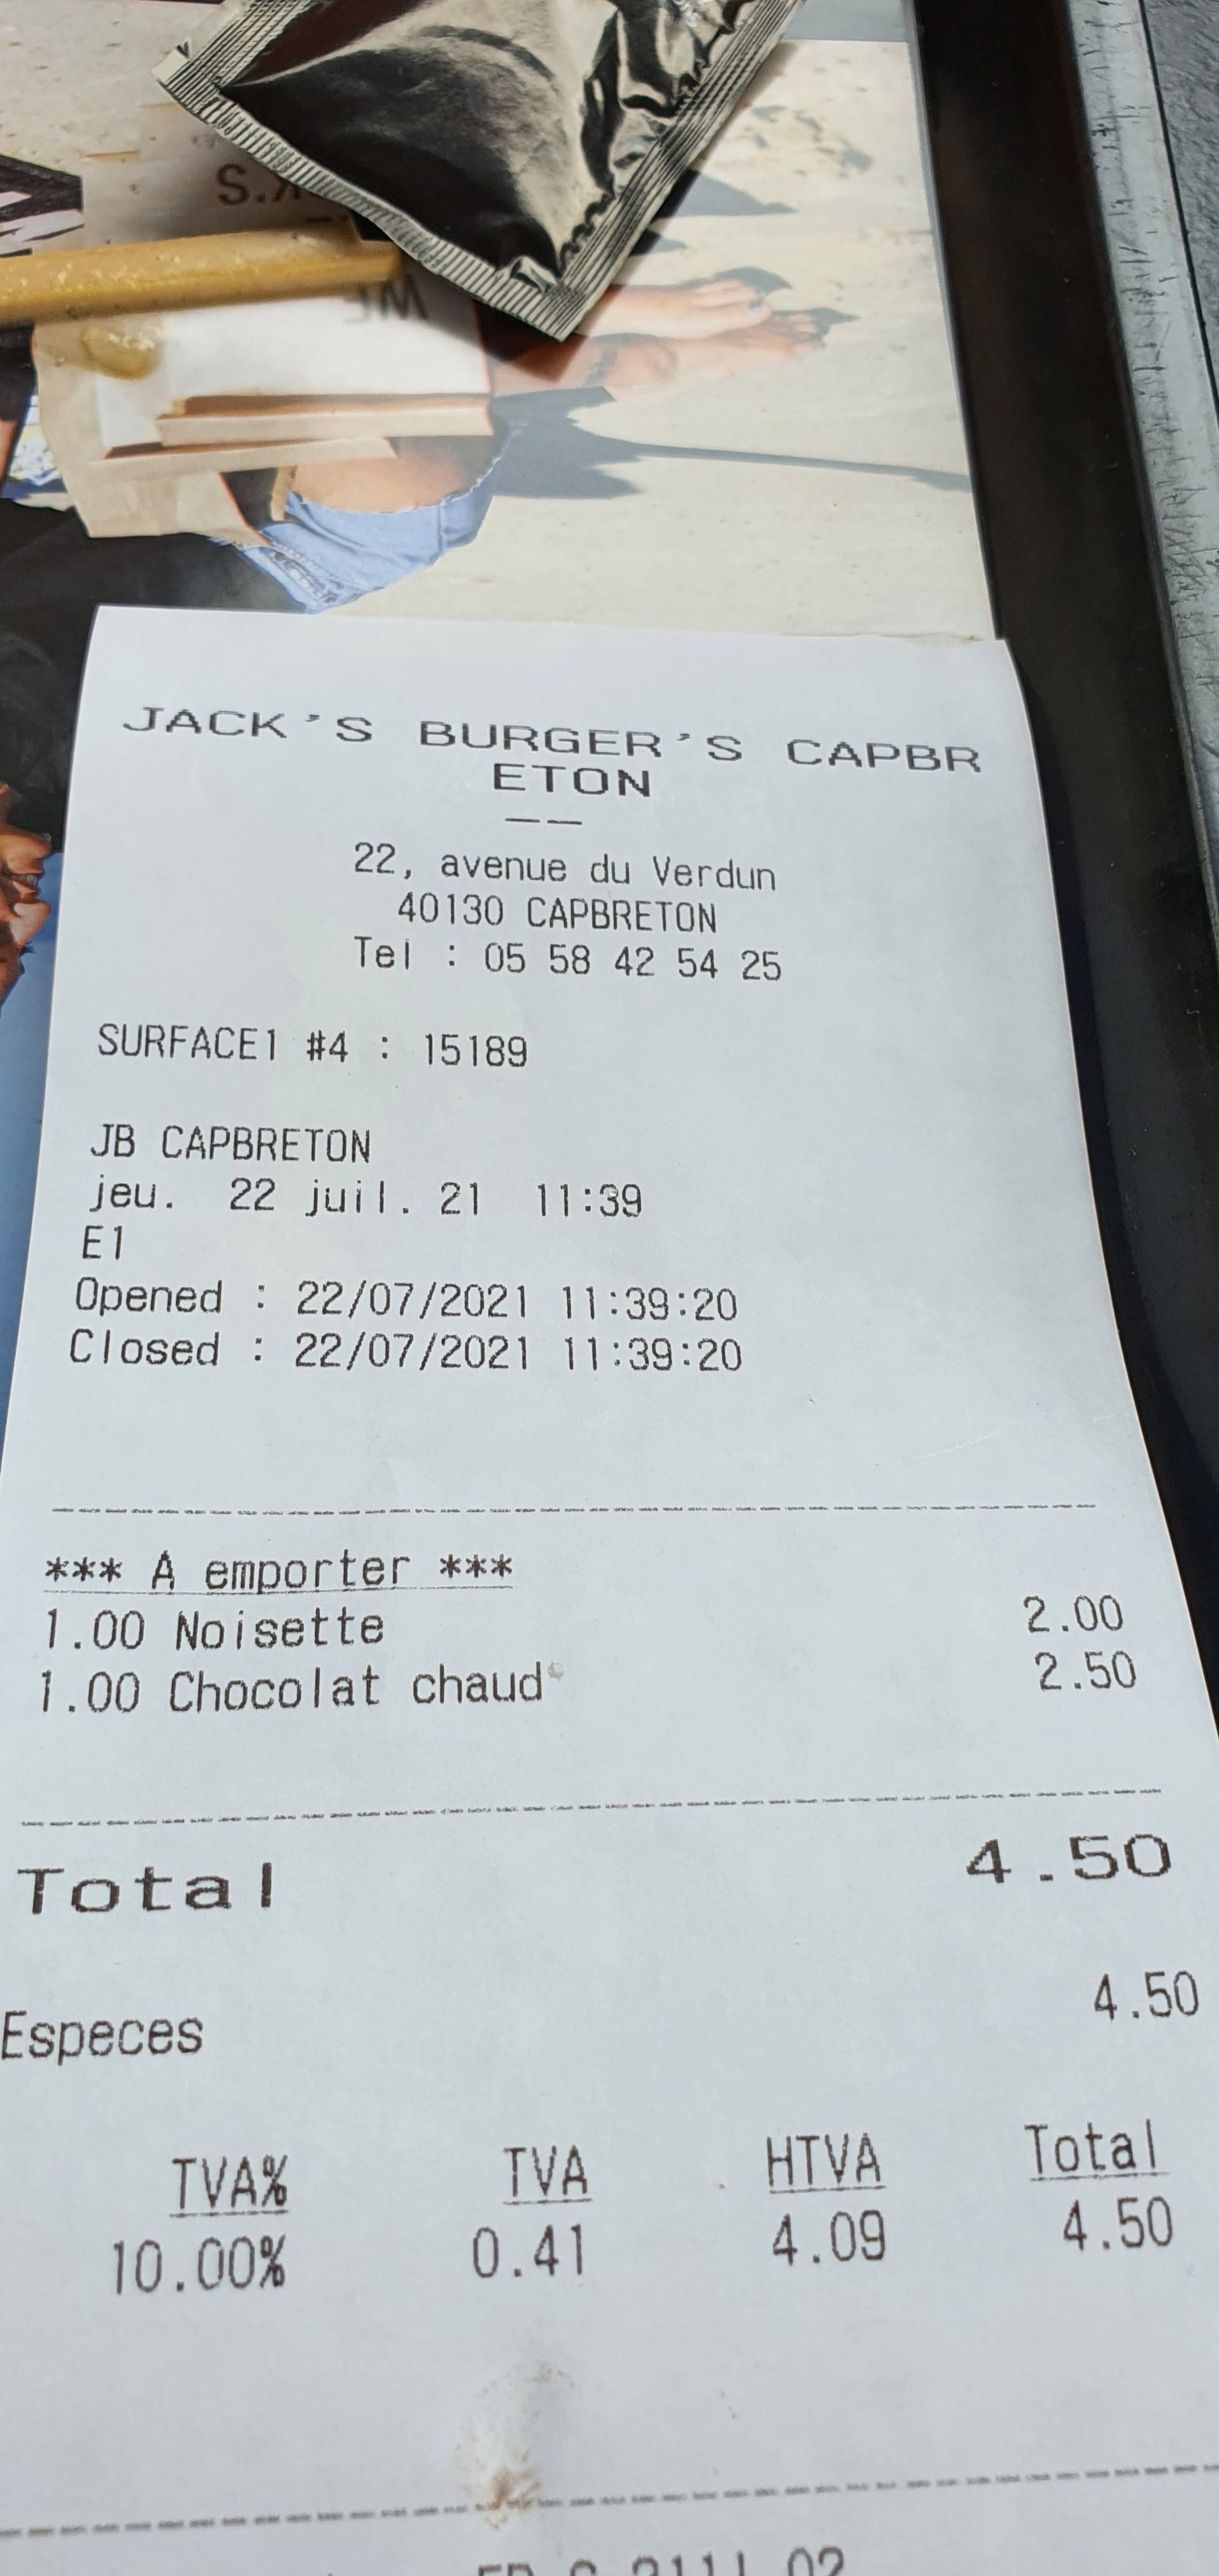 JACK'S BURGER'S CAPBR
ETON
--
22, avenue du Verdun
40130 CAPBRETON
Tel : 05 58 42 54 25
SURFACE1 #4 : 15189
JB CAPBRETON
jeu. 22 juil. 21 11:39
E1
Opened : 22/07/2021 11:39:20
Closed : 22/07/2021 11:39:20
*** A emporter ***
1.00 Noisette 2.00
1.00 Chocolat chaud 2.50
Total 4.50
Especes 4.50
TVA% TVA HTVA Total
10.00% 0.41 4.09 4.50